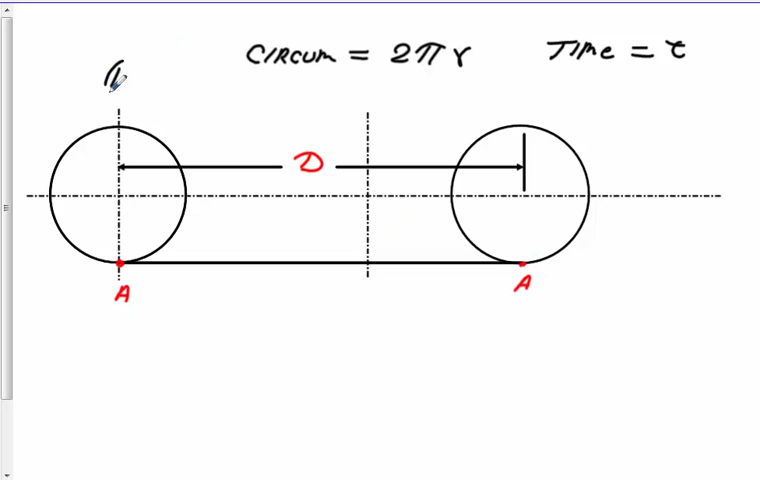 CIRCUM = 2πr TIME = t
D
A A